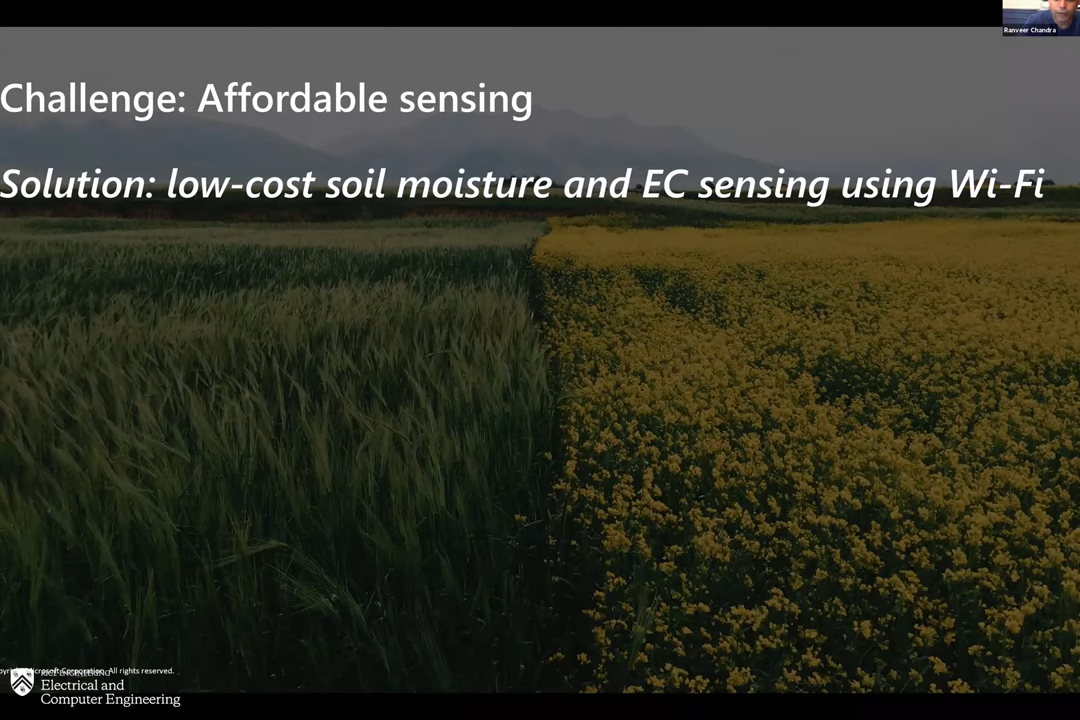 Ranveer Chandra
Challenge: Affordable sensing
Solution: low-cost soil moisture and EC sensing using Wi-Fi
Corporation. All rights reserved.
Electrical and
Computer Engineering